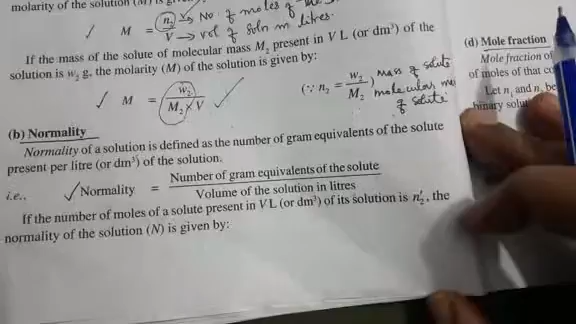 molarity of the solution (M) is
M = n₂ → No. of moles of the
V → vol of soln in litres.
If the mass of the solute of molecular mass M₂ present in V L (or dm³) of the
solution is w₂ g, the molarity (M) of the solution is given by:
✓ M = w₂ / M₂ × V ✓ (∵ n₂ = w₂ / M₂) mass of solute
molecular
of solute
(b) Normality
Normality of a solution is defined as the number of gram equivalents of the solute
present per litre (or dm³) of the solution.
i.e., ✓ Normality = Number of gram equivalents of the solute / Volume of the solution in litres
If the number of moles of a solute present in V L (or dm³) of its solution is n₂′, the
normality of the solution (N) is given by:
(d) Mole fraction
Mole fraction of
of moles of that
Let n₁ and n₂ be
binary